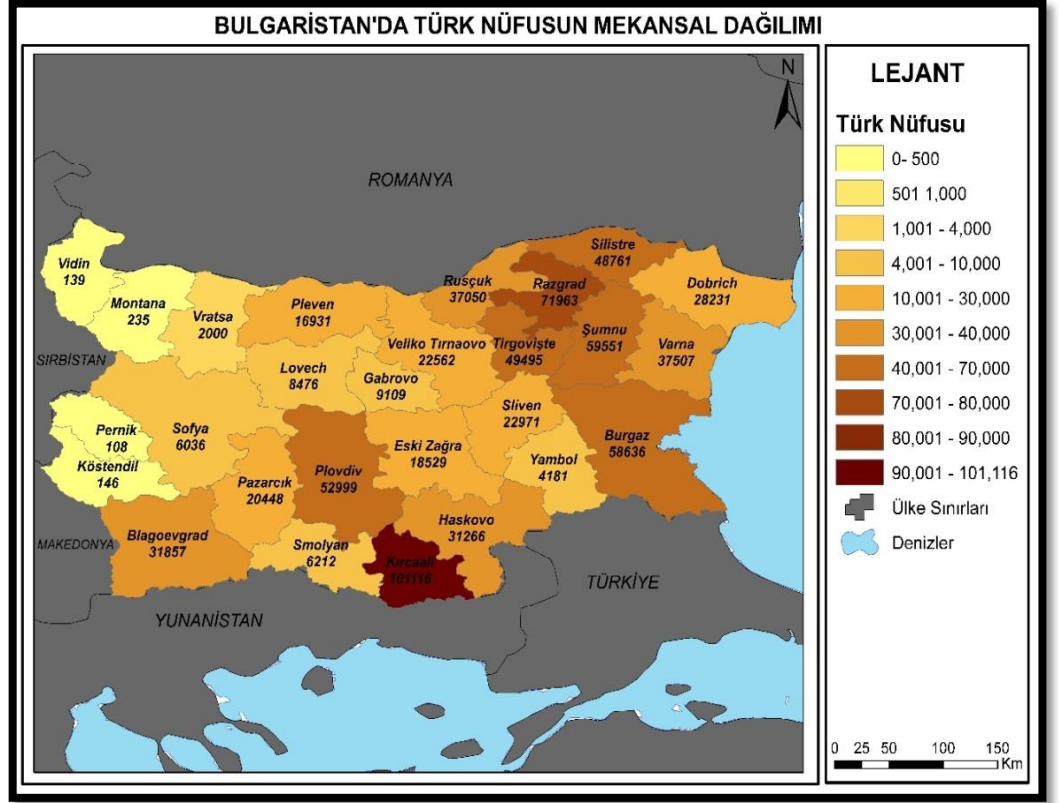 BULGARİSTAN'DA TÜRK NÜFUSUN MEKANSAL DAĞILIMI
N
ROMANYA
Vidin
139
Montana
235
Vratsa
2000
Pleven
16931
Rusçuk
37050
Silistre
48761
Razgrad
71963
Dobrich
28231
Veliko Tırnaovo
22562
Tirgovişte
49495
Şumnu
59551
Varna
37507
SIRBİSTAN
Lovech
8476
Gabrovo
9109
Pernik
108
Sofya
6036
Köstendil
146
Pazarcık
20448
Plovdiv
52999
Eski Zağra
18529
Sliven
22971
Yambol
4181
Burgaz
58636
MAKEDONYA
Blagoevgrad
31857
Smolyan
6212
Kırcaali
101116
Haskovo
31266
TÜRKİYE
YUNANİSTAN
LEJANT
Türk Nüfusu
0- 500
501 1,000
1,001 - 4,000
4,001 - 10,000
10,001 - 30,000
30,001 - 40,000
40,001 - 70,000
70,001 - 80,000
80,001 - 90,000
90,001 - 101,116
Ülke Sınırları
Denizler
0 25 50 100 150
Km